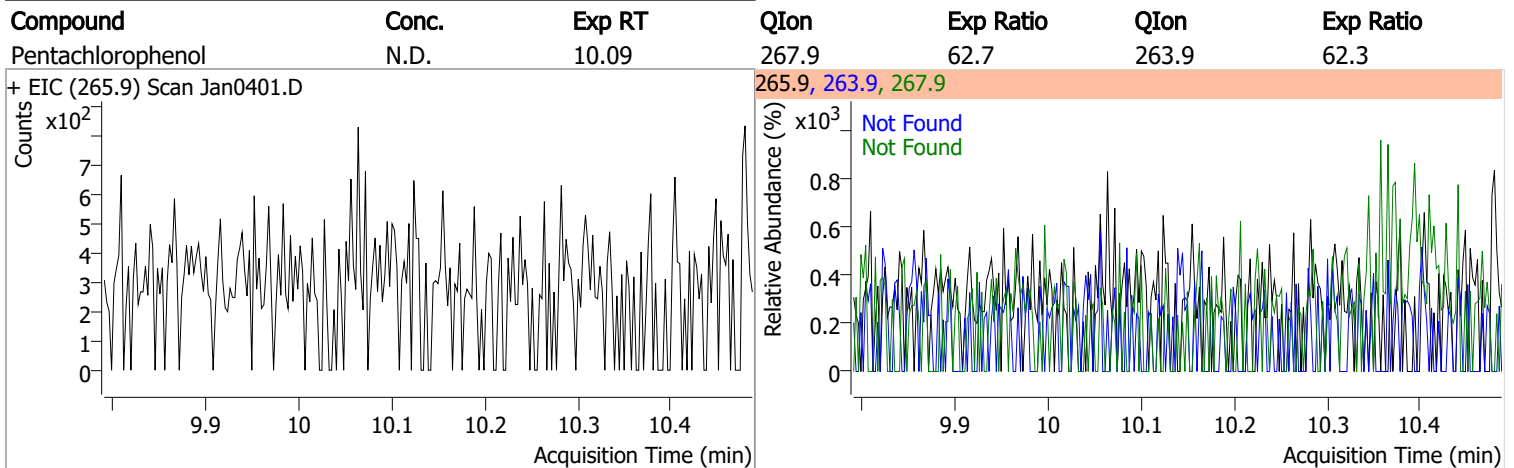 Compound Conc. Exp RT QIon Exp Ratio QIon Exp Ratio
Pentachlorophenol N.D. 10.09 267.9 62.7 263.9 62.3
+ EIC (265.9) Scan Jan0401.D
Counts
x10²
7
6
5
4
3
2
1
0
9.9 10 10.1 10.2 10.3 10.4
Acquisition Time (min)
265.9, 263.9, 267.9
Relative Abundance (%)
x10³
Not Found
Not Found
0.8
0.6
0.4
0.2
0
9.9 10 10.1 10.2 10.3 10.4
Acquisition Time (min)